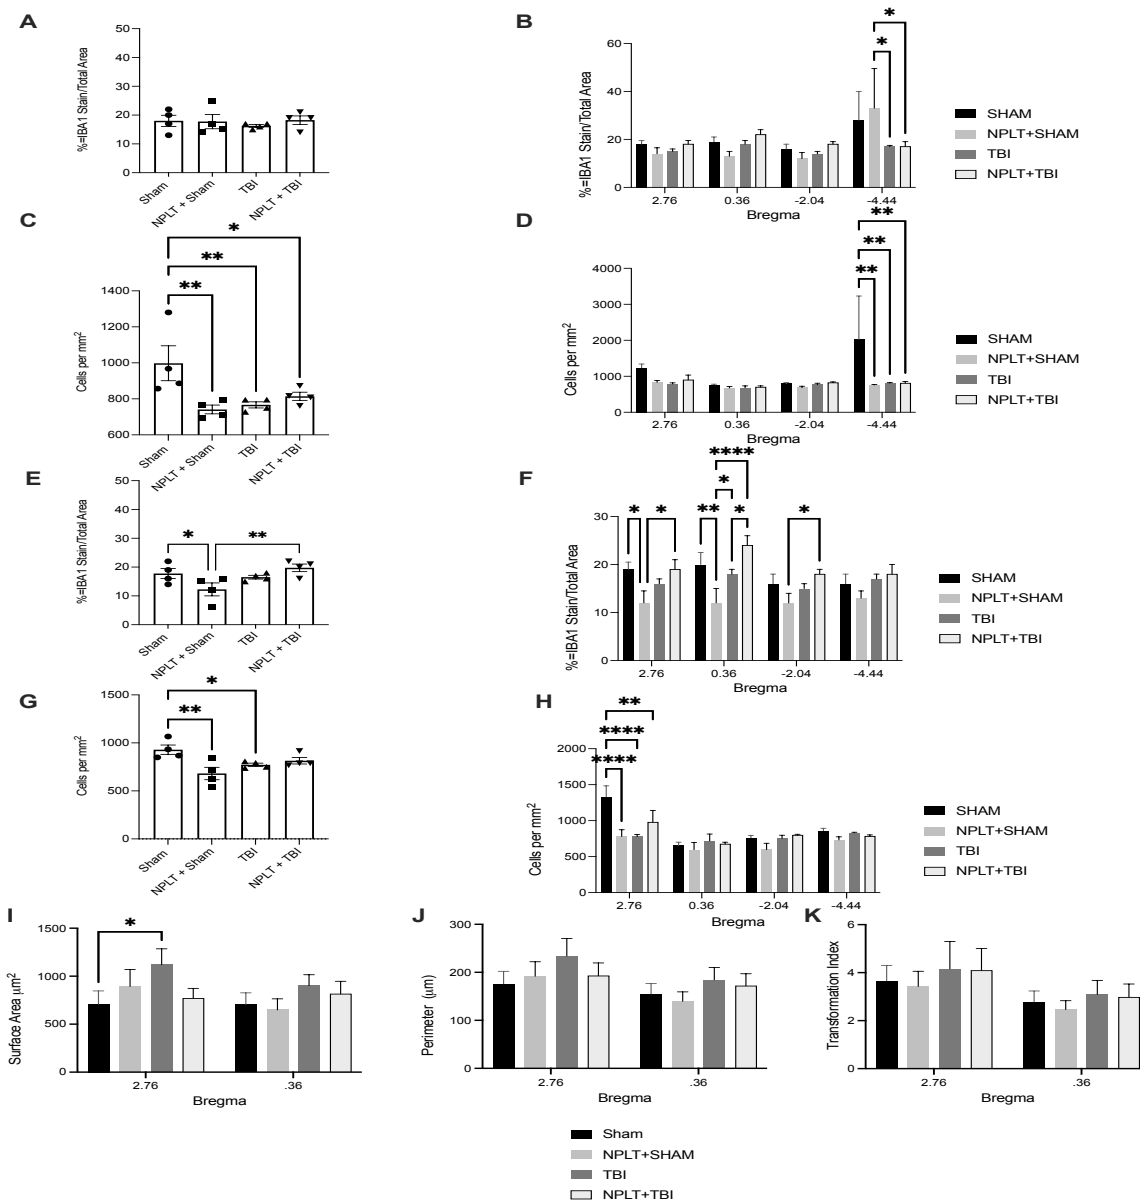 A
%=IBA1 Stain/Total Area
50
40
30
20
10
0
Sham
NPLT + Sham
TBI
NPLT + TBI
B
%=IBA1 Stain/Total Area
60
40
20
0
*
*
2.76
0.36
-2.04
-4.44
Bregma
SHAM
NPLT+SHAM
TBI
NPLT+TBI
C
Cells per mm²
1400
1200
1000
800
600
*
**
**
Sham
NPLT + Sham
TBI
NPLT + TBI
D
Cells per mm²
4000
3000
2000
1000
0
**
**
**
2.76
0.36
-2.04
-4.44
Bregma
SHAM
NPLT+SHAM
TBI
NPLT+TBI
E
%=IBA1 Stain/Total Area
50
40
30
20
10
0
*
**
Sham
NPLT + Sham
TBI
NPLT + TBI
F
%=IBA1 Stain/Total Area
30
20
10
0
****
*
*
*
**
*
*
2.76
0.36
-2.04
-4.44
Bregma
SHAM
NPLT+SHAM
TBI
NPLT+TBI
G
Cells per mm²
1500
1000
500
0
*
**
Sham
NPLT + Sham
TBI
NPLT + TBI
H
Cells per mm²
2000
1500
1000
500
0
**
****
****
2.76
0.36
-2.04
-4.44
Bregma
SHAM
NPLT+SHAM
TBI
NPLT+TBI
I
Surface Area μm²
1500
1000
500
0
*
2.76
.36
Bregma
J
Perimeter (μm)
300
200
100
0
2.76
.36
Bregma
K
Transformation Index
6
4
2
0
2.76
.36
Bregma
Sham
NPLT+SHAM
TBI
NPLT+TBI